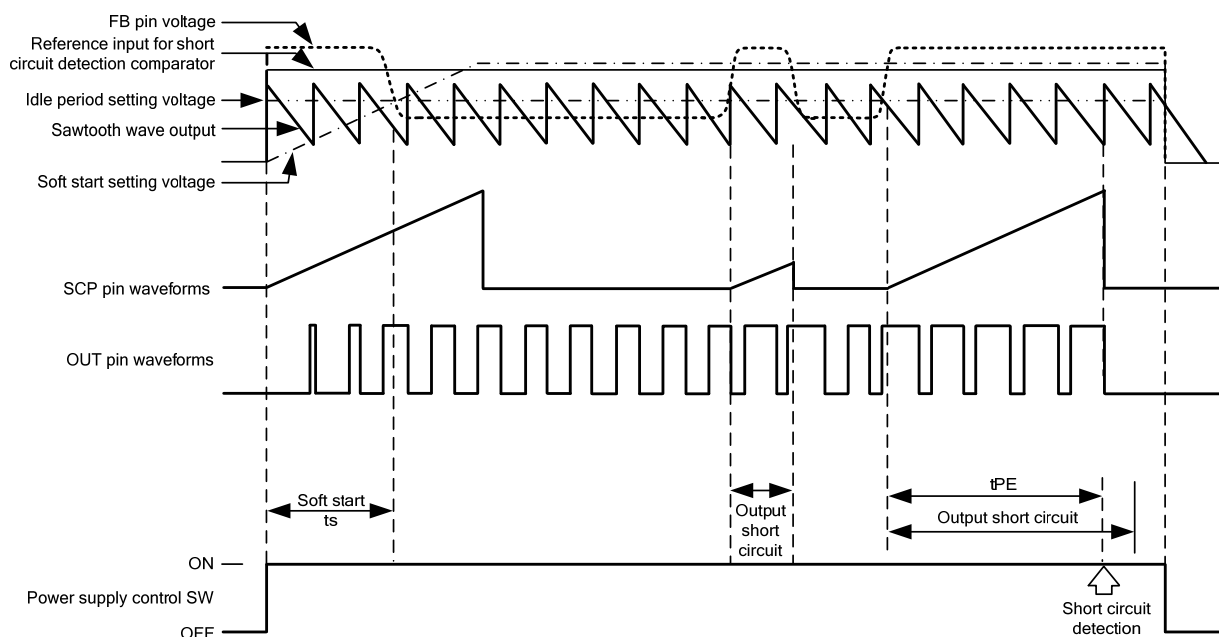 FB pin voltage
Reference input for short
circuit detection comparator
Idle period setting voltage
Sawtooth wave output
Soft start setting voltage
SCP pin waveforms
OUT pin waveforms
Soft start
ts
Output
short
circuit
tPE
Output short circuit
ON
Power supply control SW
OFF
Short circuit
detection